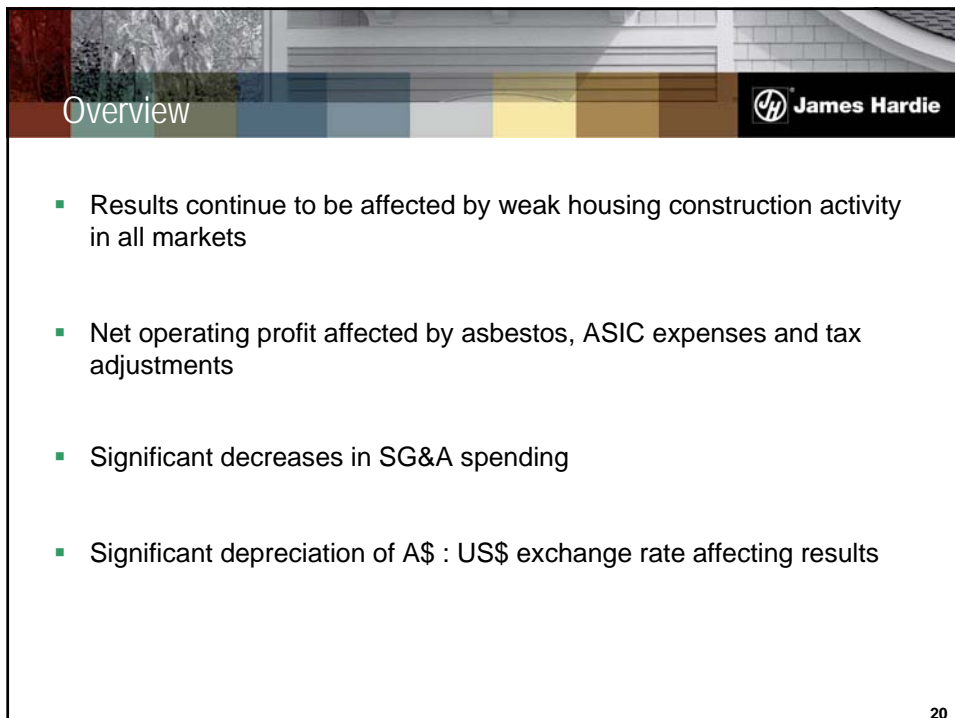 Overview
James Hardie
▪ Results continue to be affected by weak housing construction activity
in all markets
▪ Net operating profit affected by asbestos, ASIC expenses and tax
adjustments
▪ Significant decreases in SG&A spending
▪ Significant depreciation of A$ : US$ exchange rate affecting results
20